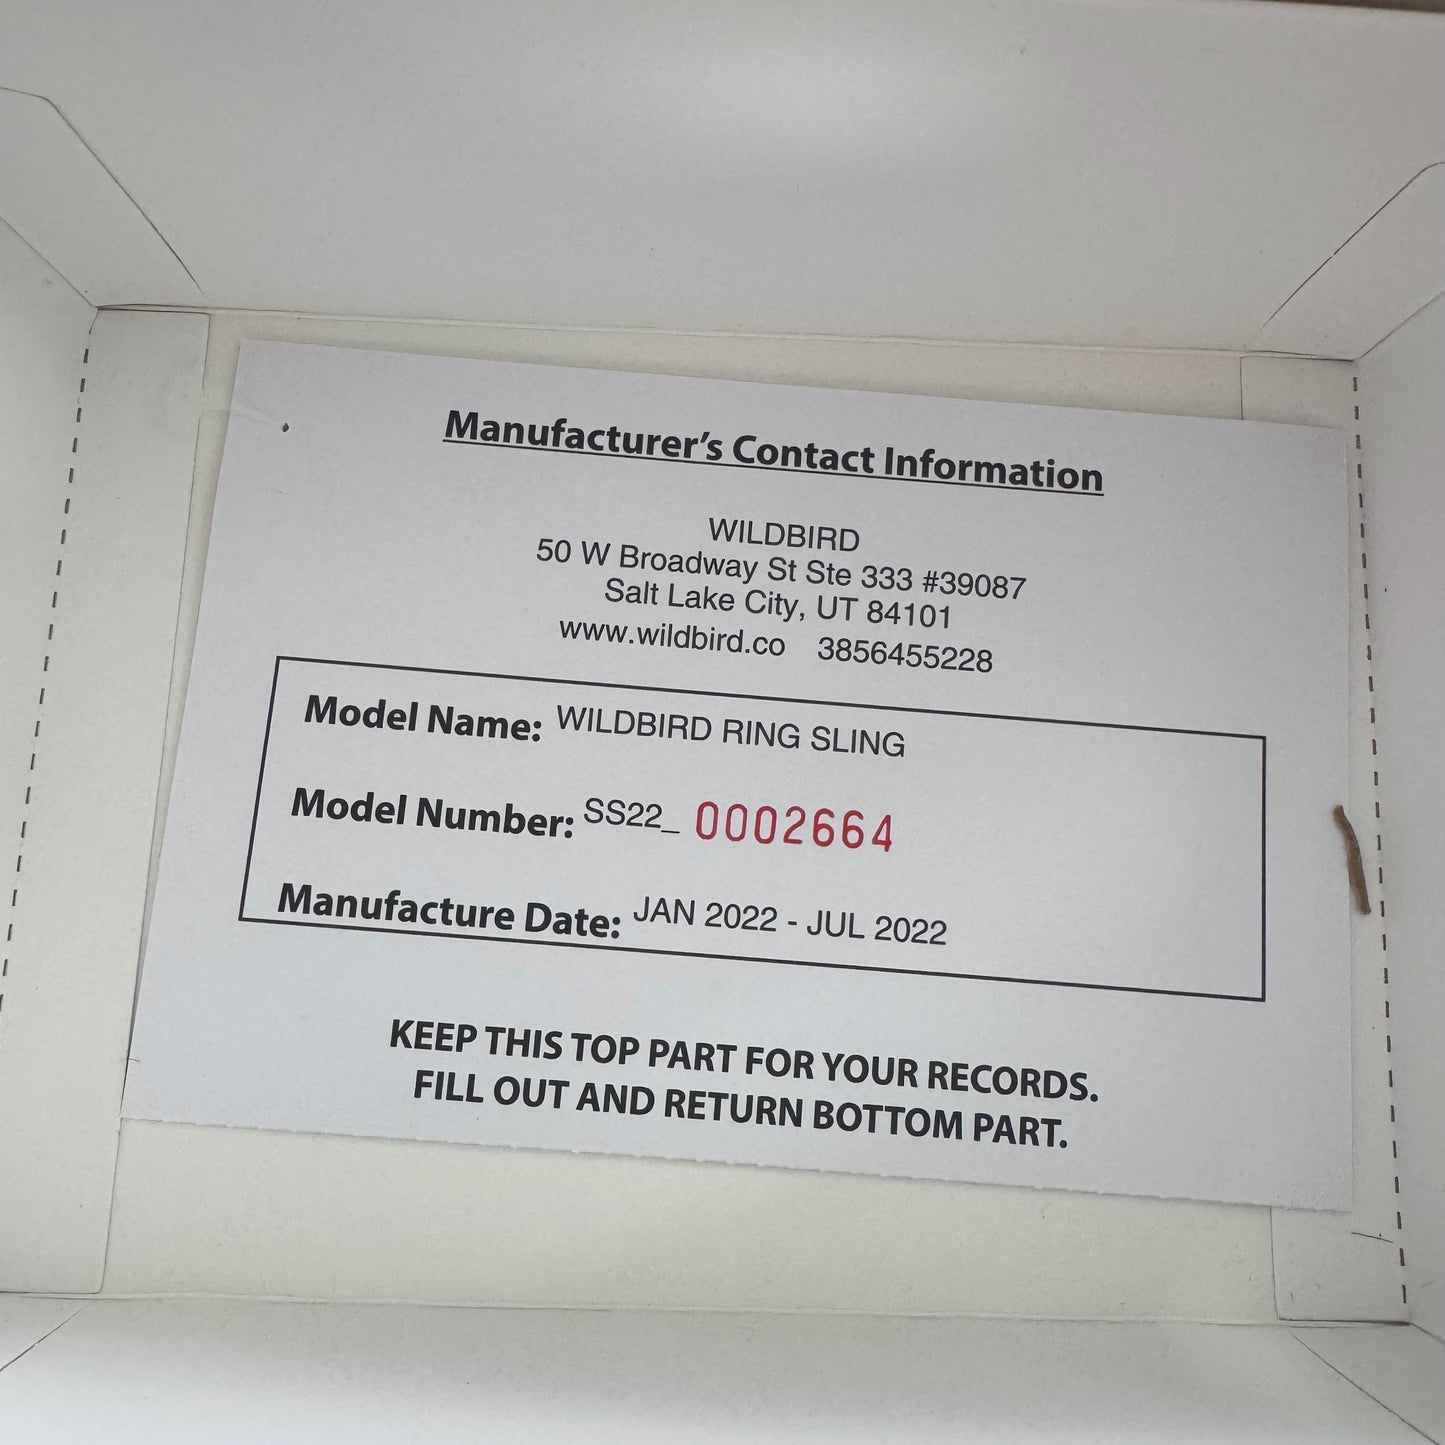 Manufacturer's Contact Information
WILDBIRD
50 W Broadway St Ste 333 #39087
Salt Lake City, UT 84101
www.wildbird.co 3856455228
Model Name: WILDBIRD RING SLING
Model Number: SS22_ 0002664
Manufacture Date: JAN 2022 - JUL 2022
KEEP THIS TOP PART FOR YOUR RECORDS.
FILL OUT AND RETURN BOTTOM PART.